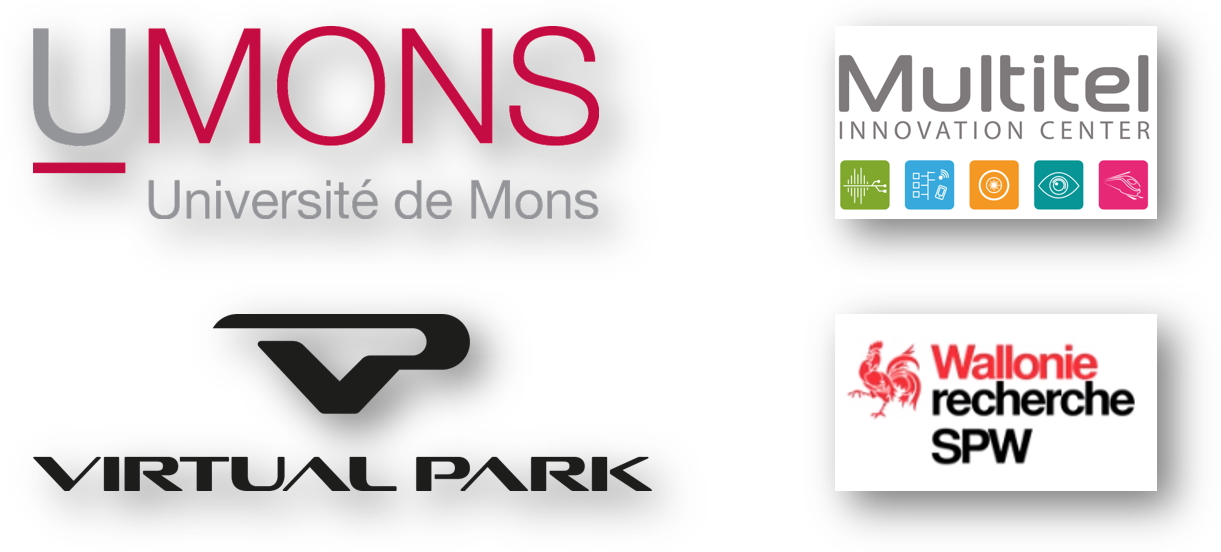 UMONS
Université de Mons
Multitel
INNOVATION CENTER
VIRTUAL PARK
Wallonie
recherche
SPW